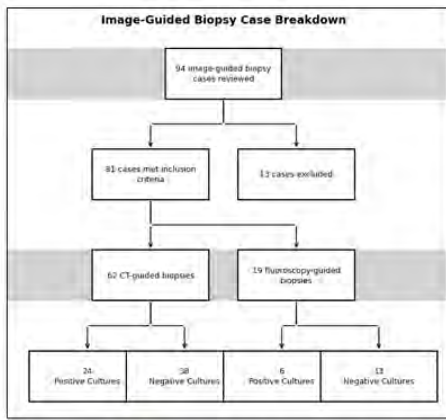 Image-Guided Biopsy Case Breakdown
94 image-guided biopsy
cases reviewed
81 cases met inclusion
criteria
13 cases excluded
62 CT-guided biopsies
19 fluoroscopy-guided
biopsies
24
Positive Cultures
38
Negative Cultures
6
Positive Cultures
13
Negative Cultures